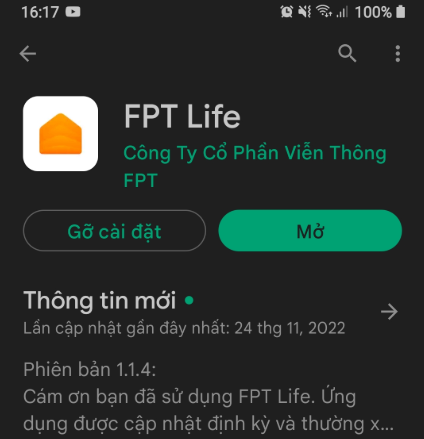 16:17 100%
FPT Life
Công Ty Cổ Phần Viễn Thông
FPT
Gỡ cài đặt Mở
Thông tin mới
Lần cập nhật gần đây nhất: 24 thg 11, 2022
Phiên bản 1.1.4:
Cám ơn bạn đã sử dụng FPT Life. Ứng
dụng được cập nhật định kỳ và thường x...